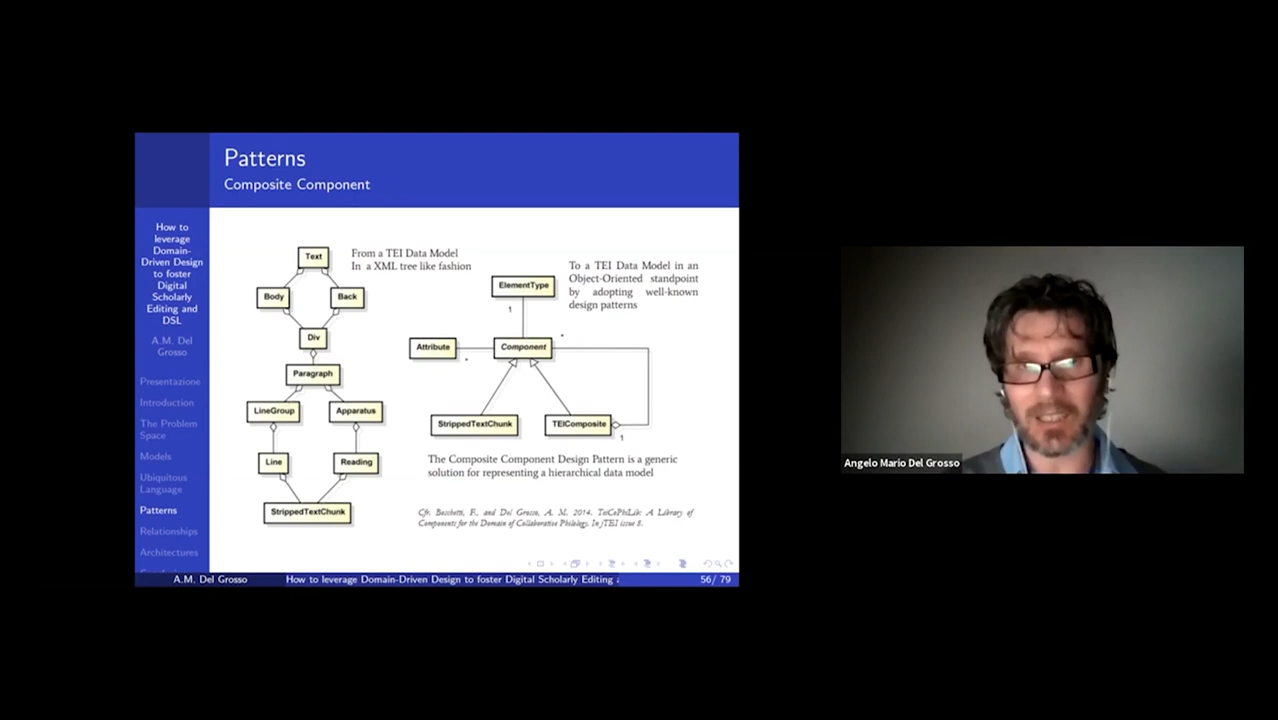 Patterns
Composite Component
How to
leverage
Domain-
Driven Design
to foster
Digital
Scholarly
Editing and
DSL
A.M. Del
Grosso
Presentazione
Introduction
The Problem
Space
Models
Ubiquitous
Language
Patterns
Relationships
Architectures
Text
Body
Back
Div
Paragraph
LineGroup
Apparatus
Line
Reading
StrippedTextChunk
From a TEI Data Model
In a XML tree like fashion
To a TEI Data Model in an
Object-Oriented standpoint
by adopting well-known
design patterns
ElementType
1
*
Attribute
Component
*
StrippedTextChunk
TEIComposite
1
The Composite Component Design Pattern is a generic
solution for representing a hierarchical data model
Cfr. Boschetti, F., and Del Grosso, A. M. 2014. TeiCoPhiLib: A Library of
Components for the Domain of Collaborative Philology. In jTEI issue 8.
A.M. Del Grosso
How to leverage Domain-Driven Design to foster Digital Scholarly Editing
56 / 79
Angelo Mario Del Grosso